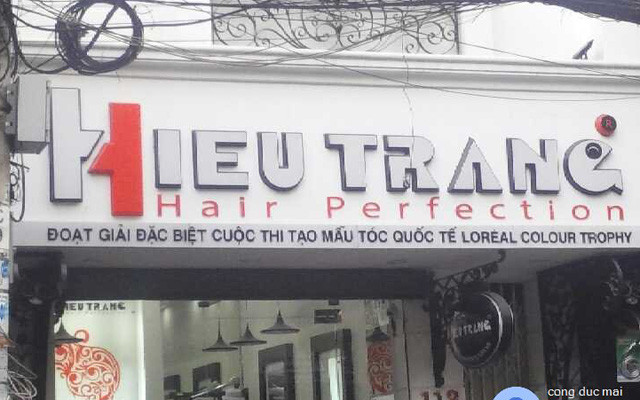 HIEU TRANG
Hair Perfection
ĐOẠT GIẢI ĐẶC BIỆT CUỘC THI TẠO MẪU TÓC QUỐC TẾ LOREAL COLOUR TROPHY
HIEU TRANG
HIEU TRANG
112
cong duc mai